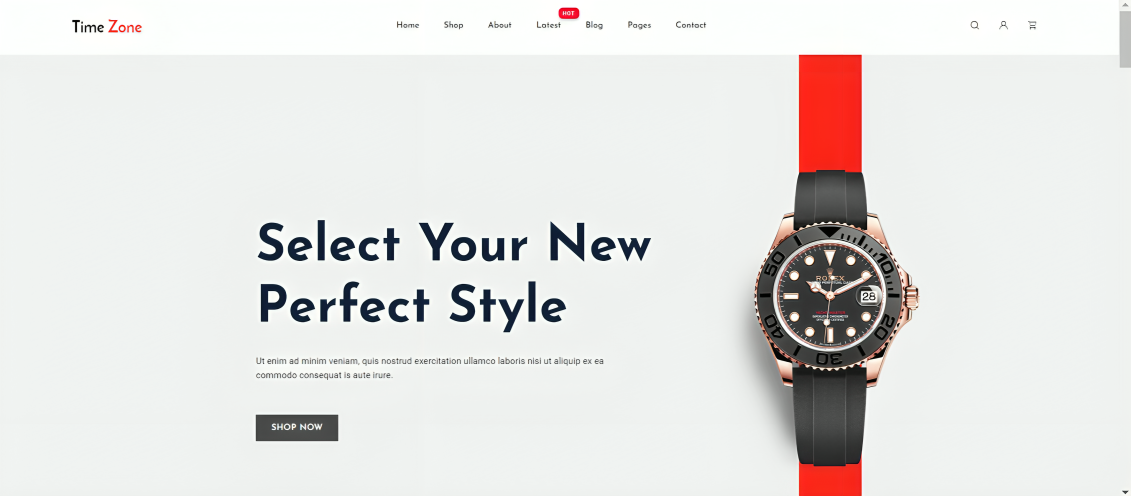 Time Zone
Home Shop About Latest HOT Blog Pages Contact
Select Your New
Perfect Style
Ut enim ad minim veniam, quis nostrud exercitation ullamco laboris nisi ut aliquip ex ea
commodo consequat is aute irure.
SHOP NOW
ROLEX
50
10
28
40
20
30